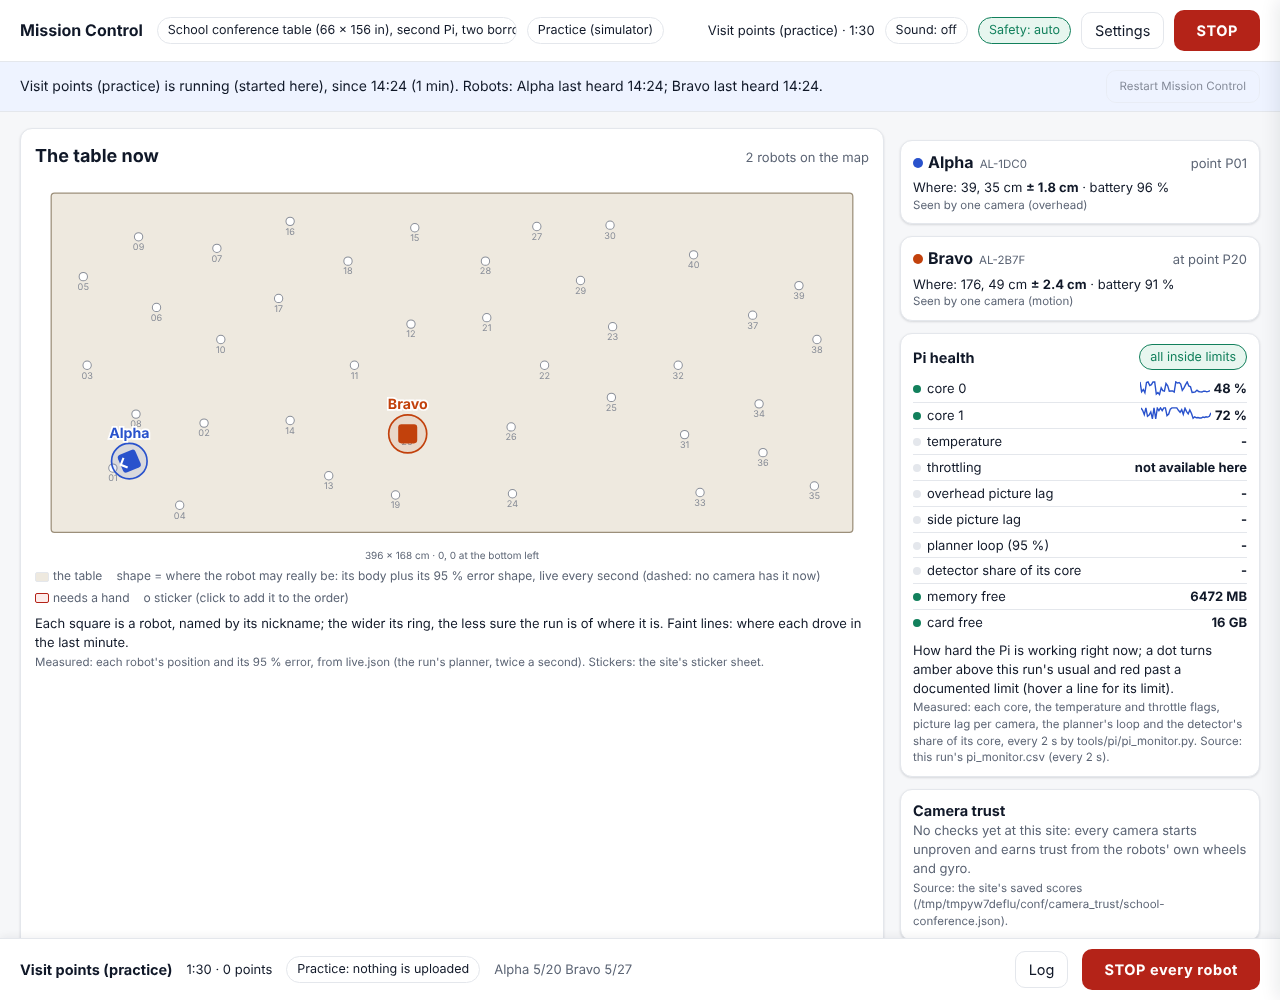 Mission Control
School conference table (66 × 156 in), second Pi, two borro
Practice (simulator)
Visit points (practice) · 1:30
Sound: off
Safety: auto
Settings
STOP
Visit points (practice) is running (started here), since 14:24 (1 min). Robots: Alpha last heard 14:24; Bravo last heard 14:24.
Restart Mission Control
The table now
2 robots on the map
16
15
27
30
09
07
18
28
40
05
29
39
06
17
37
12
21
23
10
38
03
11
22
32
25
34
Bravo
08
02
14
26
31
Alpha
36
01
13
35
19
24
33
04
396 × 168 cm · 0, 0 at the bottom left
the table
shape = where the robot may really be: its body plus its 95 % error shape, live every second (dashed: no camera has it now)
needs a hand
o sticker (click to add it to the order)
Each square is a robot, named by its nickname; the wider its ring, the less sure the run is of where it is. Faint lines: where each drove in
the last minute.
Measured: each robot's position and its 95 % error, from live.json (the run's planner, twice a second). Stickers: the site's sticker sheet.
Alpha AL-1DC0
point P01
Where: 39, 35 cm ± 1.8 cm · battery 96 %
Seen by one camera (overhead)
Bravo AL-2B7F
at point P20
Where: 176, 49 cm ± 2.4 cm · battery 91 %
Seen by one camera (motion)
Pi health
all inside limits
core 0
48 %
core 1
72 %
temperature
-
throttling
not available here
overhead picture lag
-
side picture lag
-
planner loop (95 %)
-
detector share of its core
-
memory free
6472 MB
card free
16 GB
How hard the Pi is working right now; a dot turns
amber above this run's usual and red past a
documented limit (hover a line for its limit).
Measured: each core, the temperature and throttle flags,
picture lag per camera, the planner's loop and the detector's
share of its core, every 2 s by tools/pi/pi_monitor.py. Source:
this run's pi_monitor.csv (every 2 s).
Camera trust
No checks yet at this site: every camera starts
unproven and earns trust from the robots' own wheels
and gyro.
Source: the site's saved scores
(/tmp/tmpyw7deflu/conf/camera_trust/school-
conference.json).
Visit points (practice)
1:30 · 0 points
Practice: nothing is uploaded
Alpha 5/20 Bravo 5/27
Log
STOP every robot